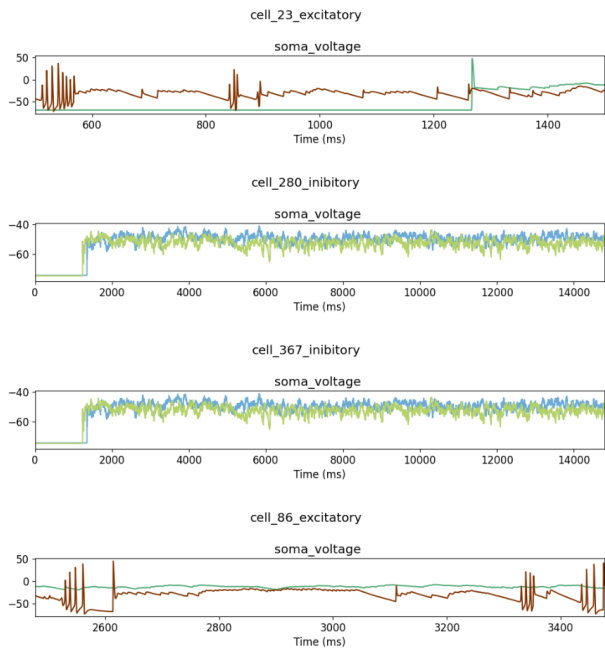 cell_23_excitatory
soma_voltage
50
0
−50
600 800 1000 1200 1400
Time (ms)
cell_280_inibitory
soma_voltage
−40
−60
0 2000 4000 6000 8000 10000 12000 14000
Time (ms)
cell_367_inibitory
soma_voltage
−40
−60
0 2000 4000 6000 8000 10000 12000 14000
Time (ms)
cell_86_excitatory
soma_voltage
50
0
−50
2600 2800 3000 3200 3400
Time (ms)